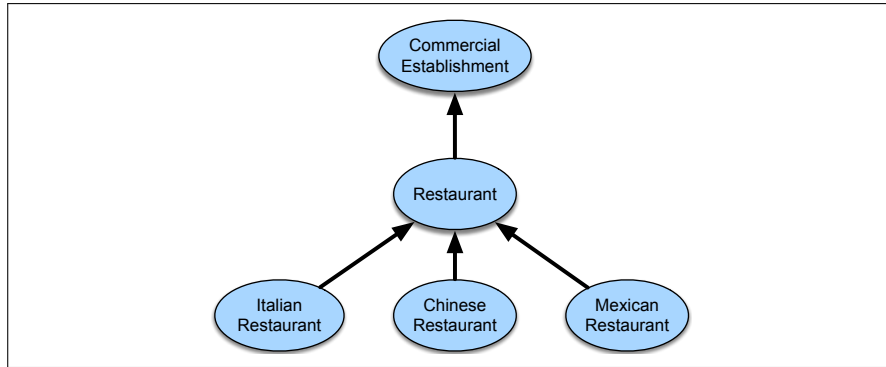 Commercial
Establishment
Restaurant
Italian
Restaurant
Chinese
Restaurant
Mexican
Restaurant